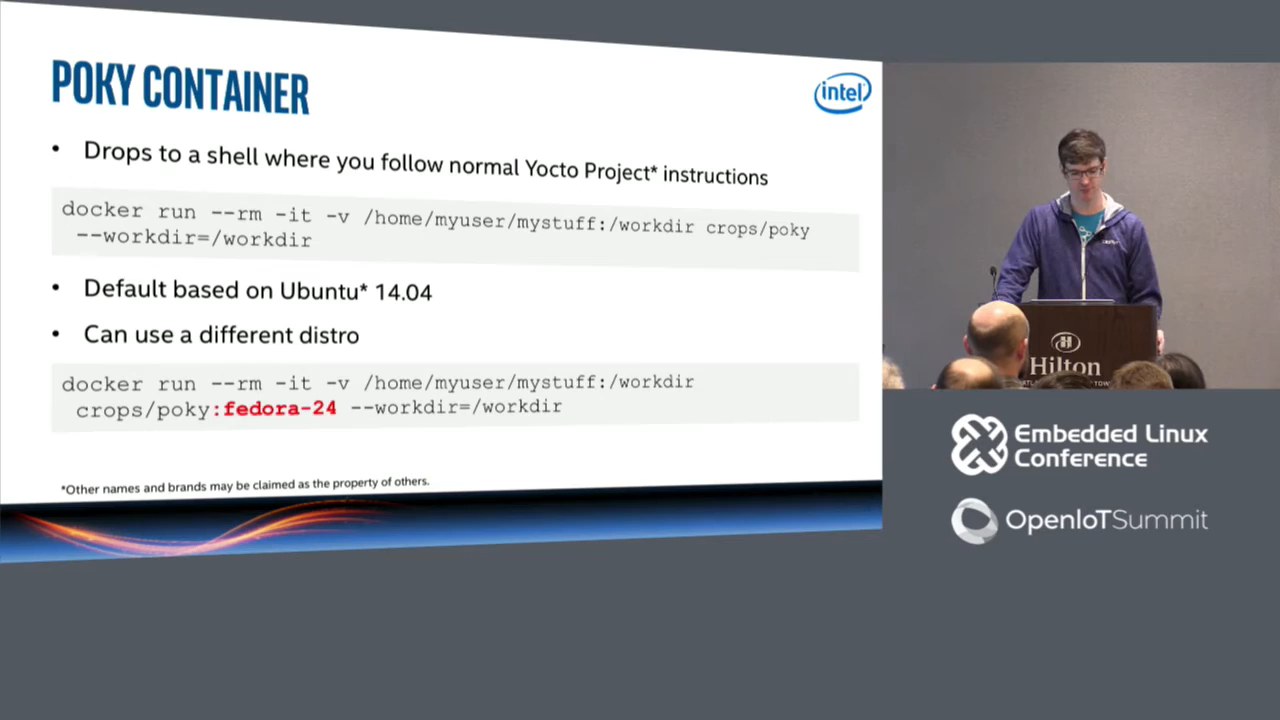 POKY CONTAINER
intel
• Drops to a shell where you follow normal Yocto Project* instructions
docker run --rm -it -v /home/myuser/mystuff:/workdir crops/poky
--workdir=/workdir
• Default based on Ubuntu* 14.04
• Can use a different distro
docker run --rm -it -v /home/myuser/mystuff:/workdir
crops/poky:fedora-24 --workdir=/workdir
*Other names and brands may be claimed as the property of others.
Hilton
Embedded Linux
Conference
OpenIoTSummit